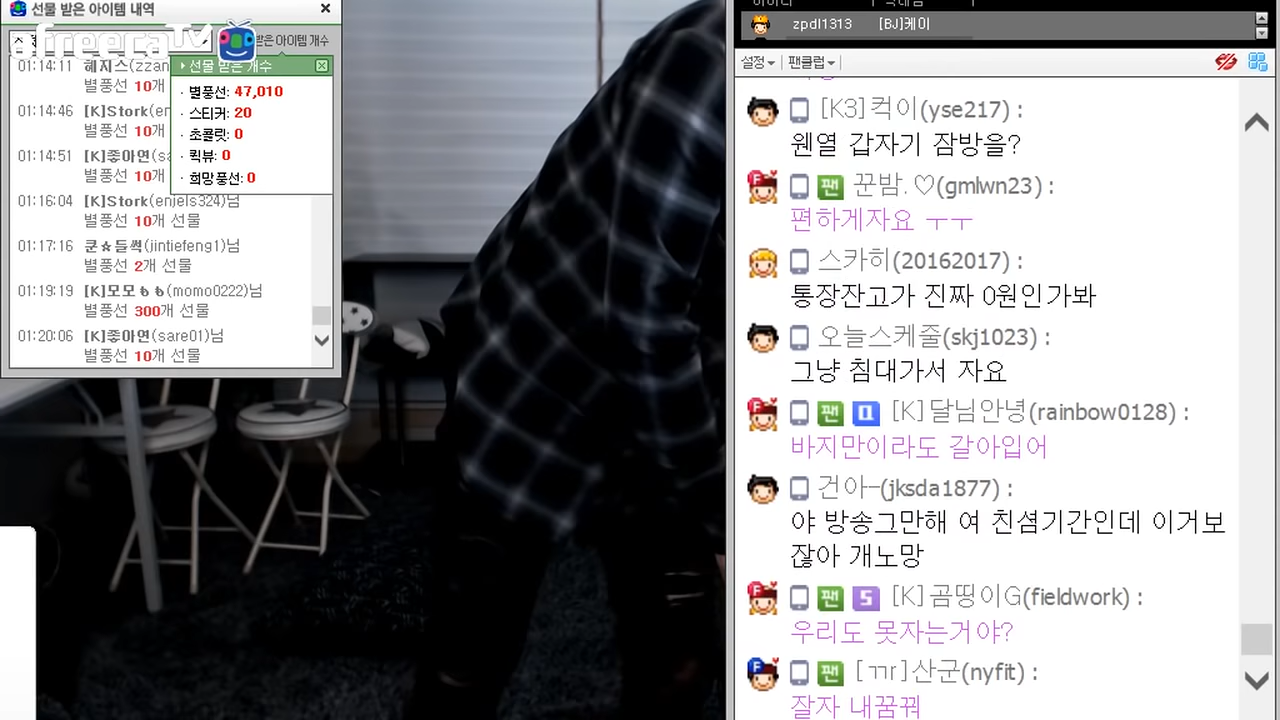 선물 받은 아이템 내역
afreecaTV
받은 아이템 개수
선물 받은 개수
· 별풍선: 47,010
· 스티커: 20
· 초콜릿: 0
· 퀵뷰: 0
· 희망풍선: 0
01:14:11 혜지스(zzan
별풍선 10개
01:14:46 [K]Stork(en
별풍선 10개
01:14:51 [K]좋아연(sa
별풍선 10개
01:16:04 [K]Stork(enjels324)님
별풍선 10개 선물
01:17:16 쿤☆들썩(jintiefeng1)님
별풍선 2개 선물
01:19:19 [K]모모ㅎㅎ(momo0222)님
별풍선 300개 선물
01:20:06 [K]좋아연(sare01)님
별풍선 10개 선물
zpdl1313 [BJ]케이
설정 팬클럽
[K3]컥이(yse217) :
웬열 갑자기 잠방을?
팬 꾼밤.♡(gmlwn23) :
편하게자요 ㅜㅜ
스카히(20162017) :
통장잔고가 진짜 0원인가봐
오늘스케줄(skj1023) :
그냥 침대가서 자요
팬 [K]달님안녕(rainbow0128) :
바지만이라도 갈아입어
건아-(jksda1877) :
야 방송그만해 여 친셤기간인데 이거보
잖아 개노망
팬 S [K]곰띵이G(fieldwork) :
우리도 못자는거야?
팬 [ㄲr]산군(nyfit) :
잘자 내꿈꿔